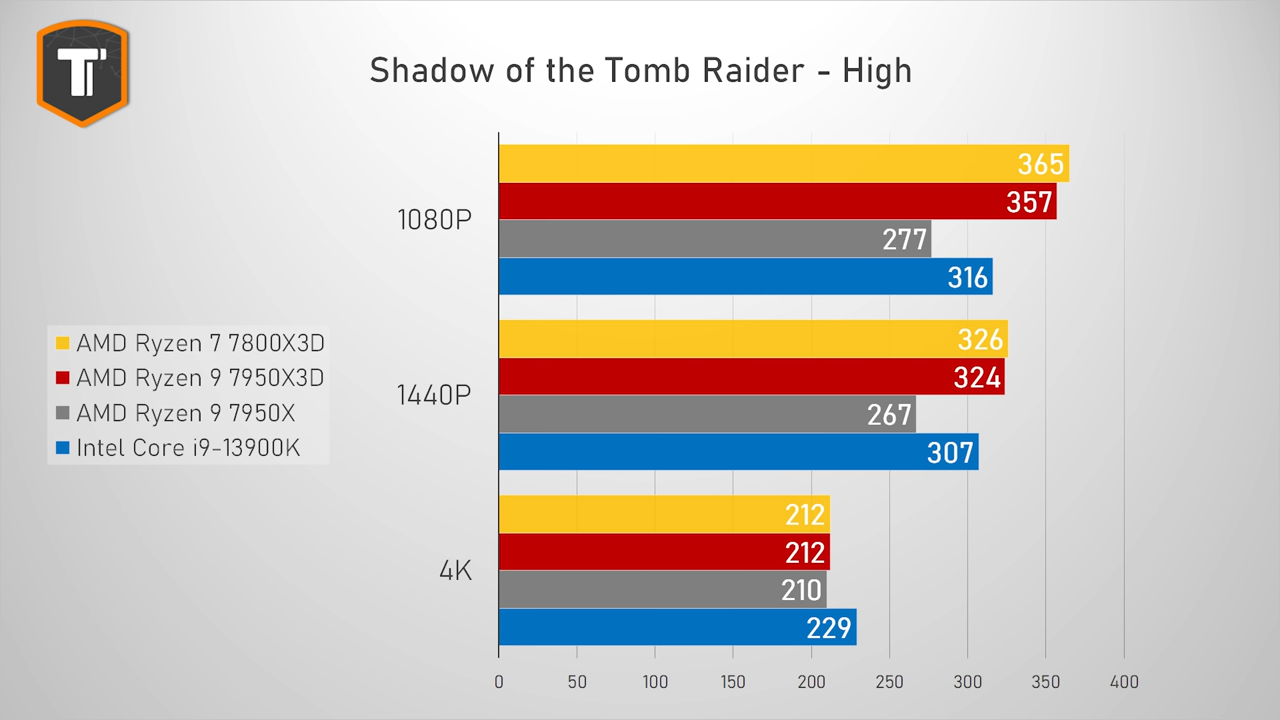 Shadow of the Tomb Raider - High
1080P
365
357
277
316
1440P
326
324
267
307
4K
212
212
210
229
AMD Ryzen 7 7800X3D
AMD Ryzen 9 7950X3D
AMD Ryzen 9 7950X
Intel Core i9-13900K
0 50 100 150 200 250 300 350 400